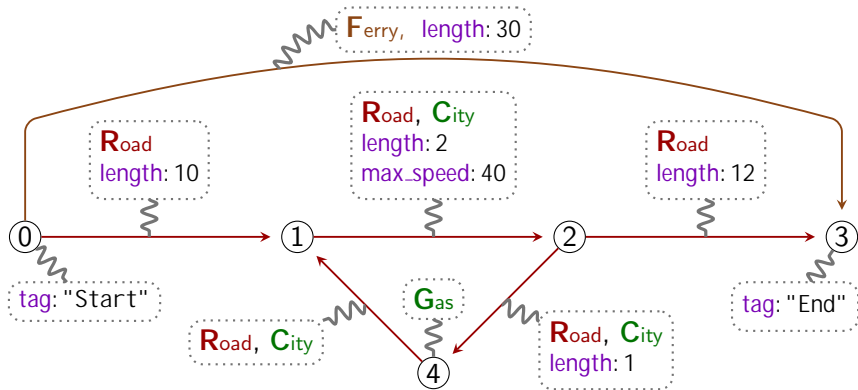 Ferry, length: 30
Road
length: 10
Road, City
length: 2
max_speed: 40
Road
length: 12
0
1
2
3
tag: "Start"
Road, City
Gas
Road, City
length: 1
tag: "End"
4